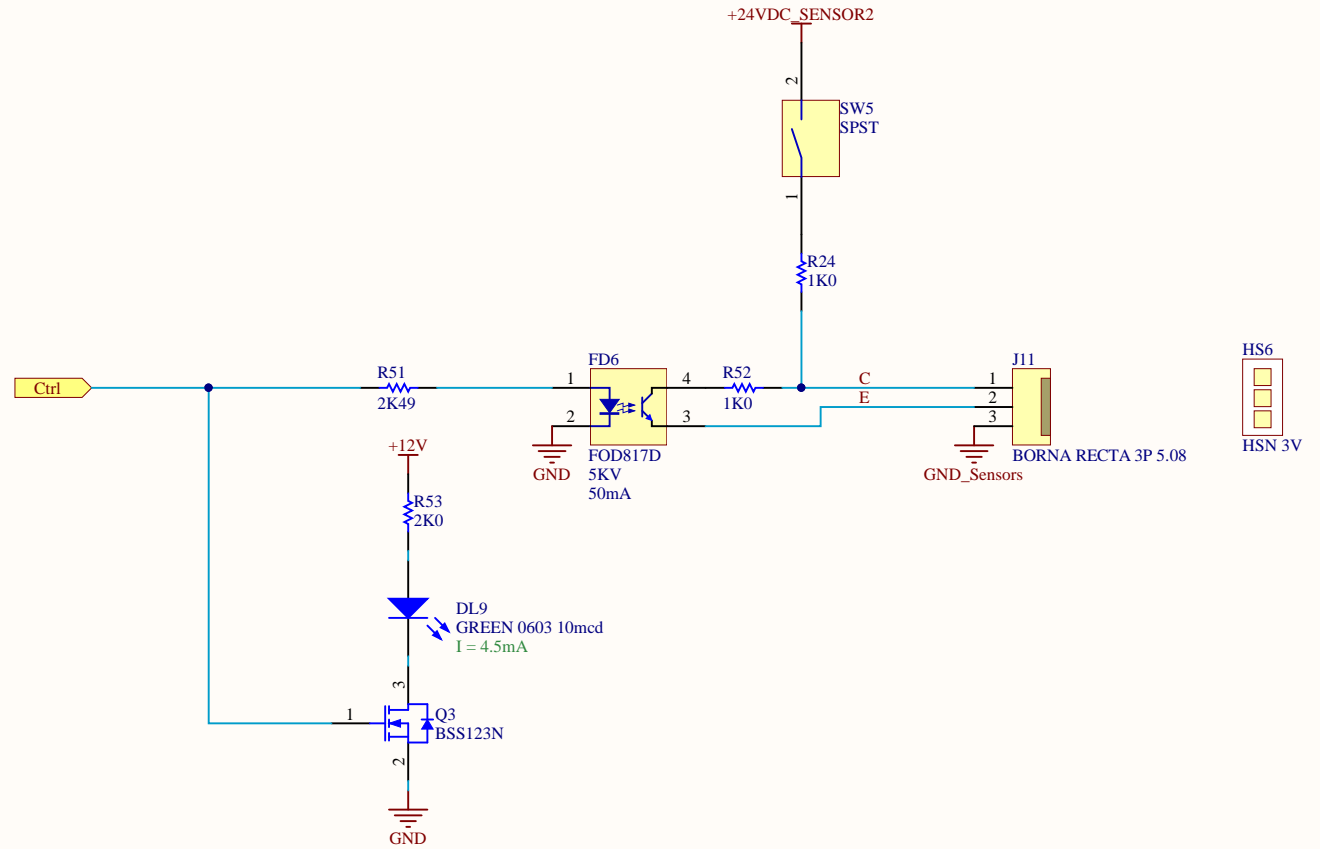 +24VDC_SENSOR2
2
SW5
SPST
1
R24
1K0
Ctrl
R51
2K49
FD6
1
2
4
3
FOD817D
5KV
50mA
GND
R52
1K0
C
E
J11
1
2
3
BORNA RECTA 3P 5.08
GND_Sensors
HS6
HSN 3V
+12V
R53
2K0
DL9
GREEN 0603 10mcd
I = 4.5mA
3
1
Q3
BSS123N
2
GND